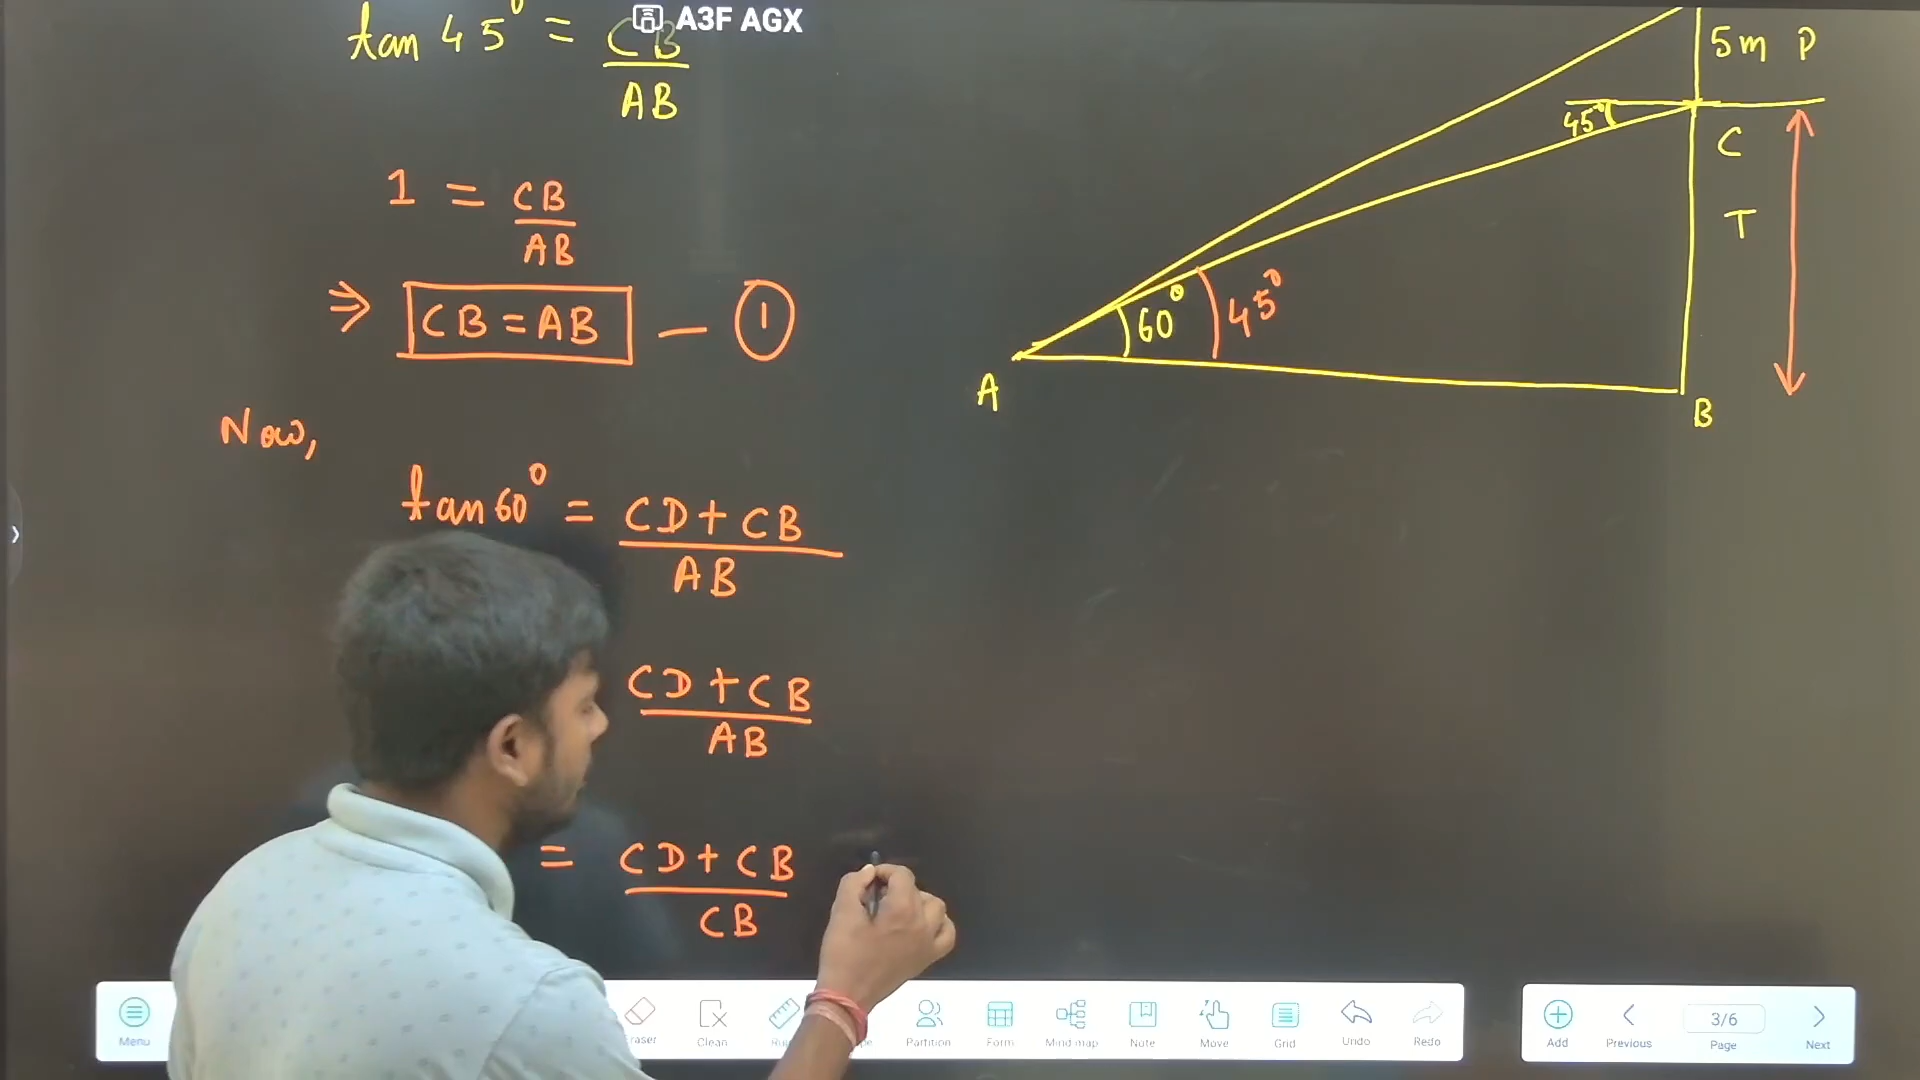 A3F AGX
tan 45° = CB/AB
1 = CB/AB
⇒ CB = AB — ①
Now,
tan 60° = CD + CB/AB
CD + CB/AB
= CD + CB/CB
5m P
45°
C
T
60° 45°
A
B
Menu
Clean
Partition
Form
Mind map
Note
Move
Grid
Undo
Redo
Add
Previous
3/6
Page
Next